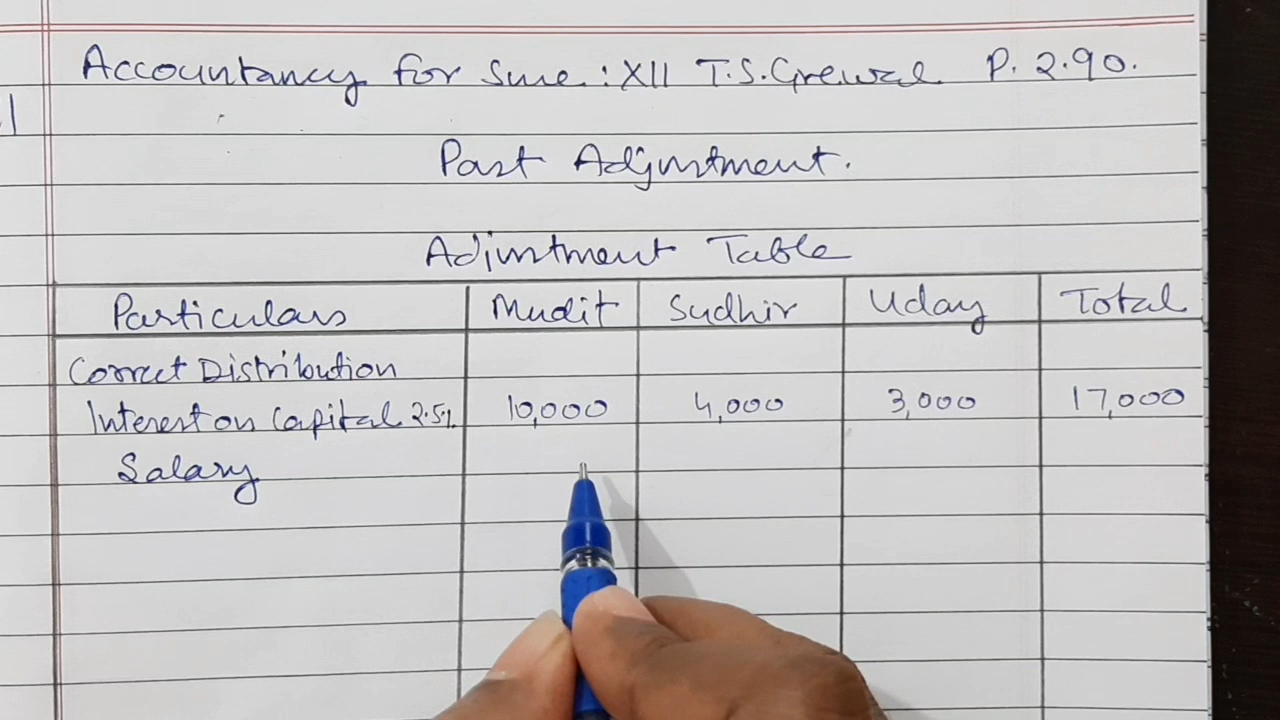 Accountancy for sure: XII T.S.Grewal P. 2.90.
Past Adjustment.
Adjustment Table
Particulars Mudit Sudhir Uday Total
Correct Distribution
Interest on Capital 2.5% 10,000 4,000 3,000 17,000
Salary